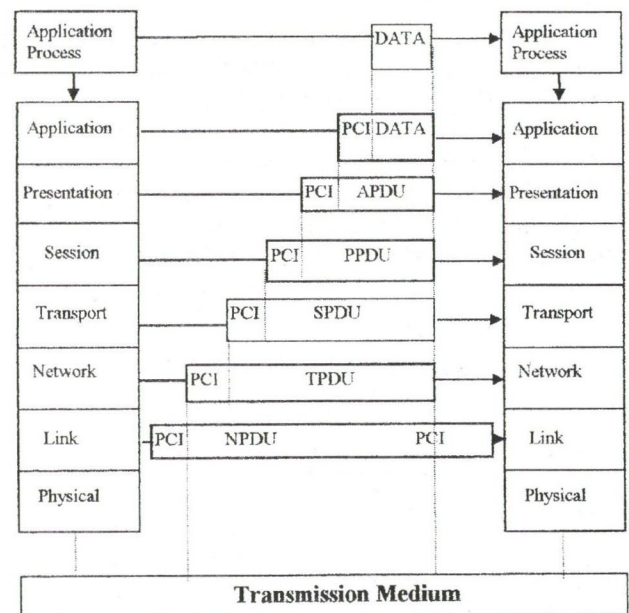 Application
Process
DATA
Application
Process
Application
PCI DATA
Application
Presentation
PCI APDU
Presentation
Session
PCI PPDU
Session
Transport
PCI SPDU
Transport
Network
PCI TPDU
Network
Link
PCI NPDU PCI
Link
Physical
Physical
Transmission Medium